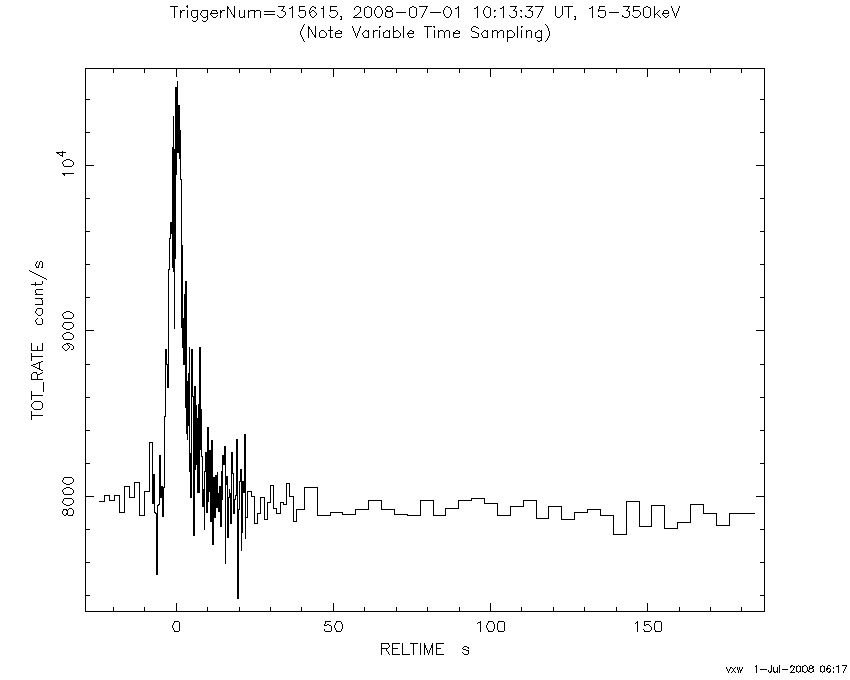 TriggerNum=315615, 2008-07-01 10:13:37 UT, 15-350keV
(Note Variable Time Sampling)
TOT_RATE count/s
10^4
9000
8000
0 50 100 150
RELTIME s
vxw 1-Jul-2008 06:17